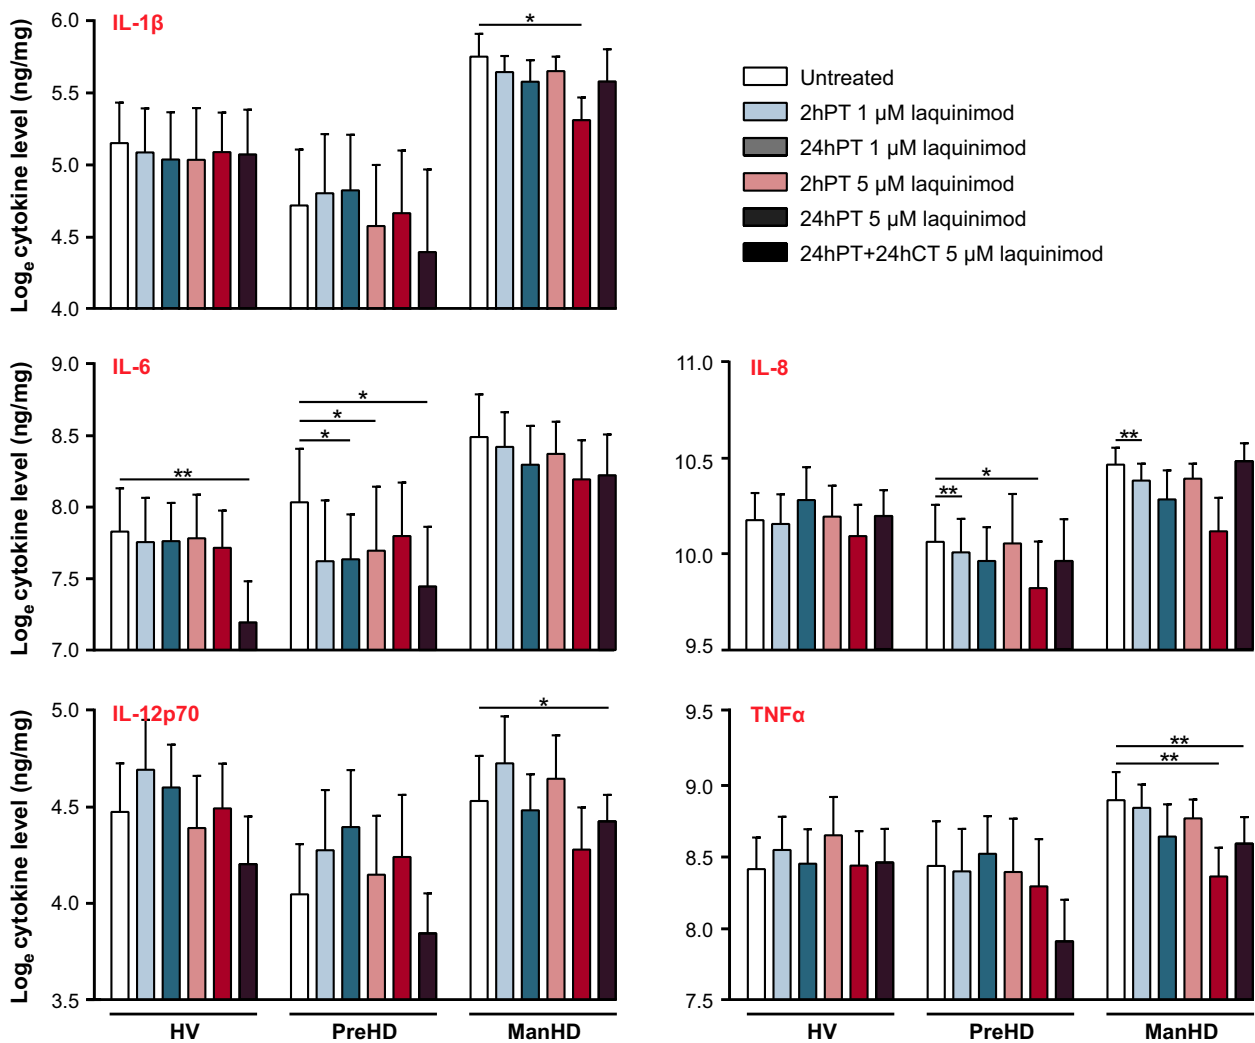 IL-1β
Log e cytokine level (ng/mg)
6.0
5.5
5.0
4.5
4.0
*
Untreated
2hPT 1 µM laquinimod
24hPT 1 µM laquinimod
2hPT 5 µM laquinimod
24hPT 5 µM laquinimod
24hPT+24hCT 5 µM laquinimod
IL-6
Log e cytokine level (ng/mg)
9.0
8.5
8.0
7.5
7.0
**
*
*
*
IL-8
11.0
10.5
10.0
9.5
**
*
**
IL-12p70
Log e cytokine level (ng/mg)
5.0
4.5
4.0
3.5
*
HV
PreHD
ManHD
TNFα
9.5
9.0
8.5
8.0
7.5
**
**
HV
PreHD
ManHD